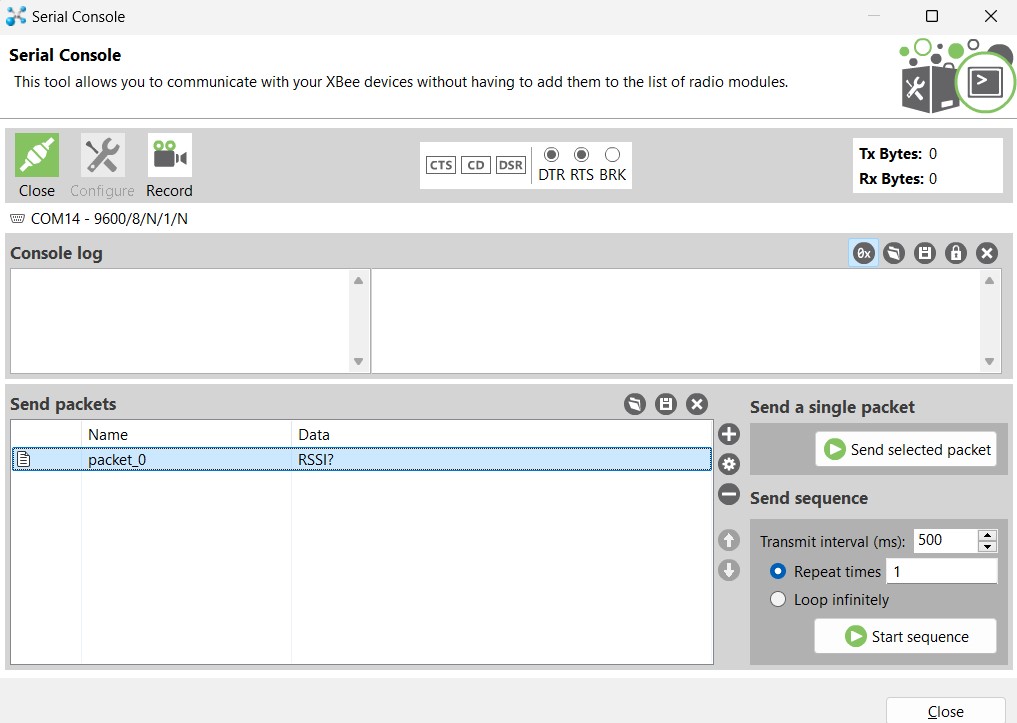 Serial Console
Serial Console
This tool allows you to communicate with your XBee devices without having to add them to the list of radio modules.
Close Configure Record
CTS CD DSR
DTR RTS BRK
Tx Bytes: 0
Rx Bytes: 0
COM14 - 9600/8/N/1/N
Console log
0x
Send packets
Name Data
packet_0 RSSI?
Send a single packet
Send selected packet
Send sequence
Transmit interval (ms): 500
Repeat times 1
Loop infinitely
Start sequence
Close